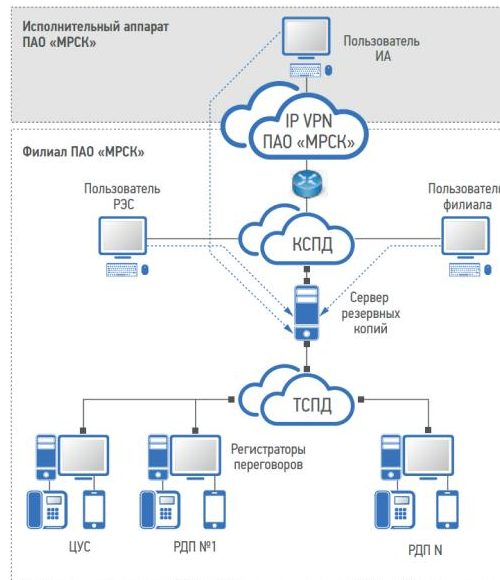 Исполнительный аппарат
ПАО «МРСК»
Пользователь
ИА
IP VPN
ПАО «МРСК»
Филиал ПАО «МРСК»
Пользователь
РЭС
Пользователь
филиала
КСПД
Сервер
резервных
копий
ТСПД
Регистраторы
переговоров
ЦУС
РДП №1
РДП N